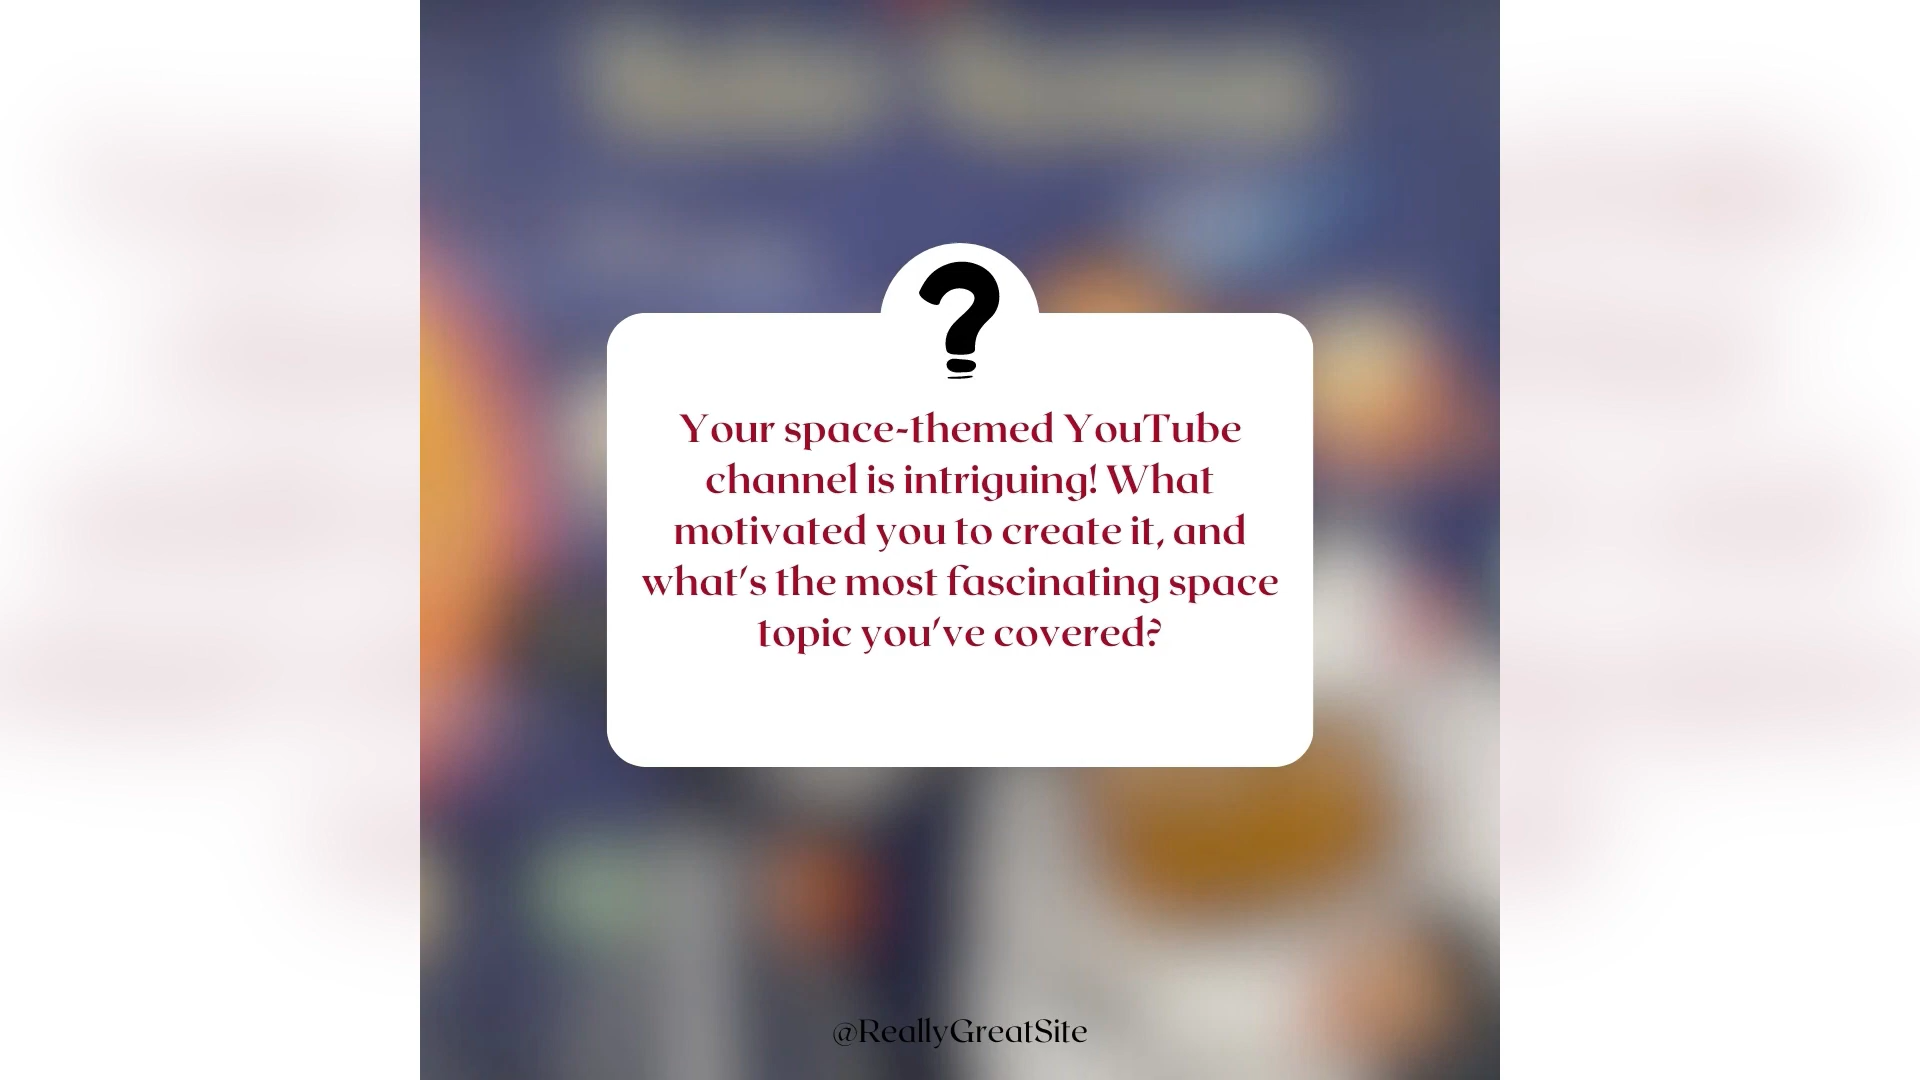 ?
Your space-themed YouTube
channel is intriguing! What
motivated you to create it, and
what's the most fascinating space
topic you've covered?
@ReallyGreatSite